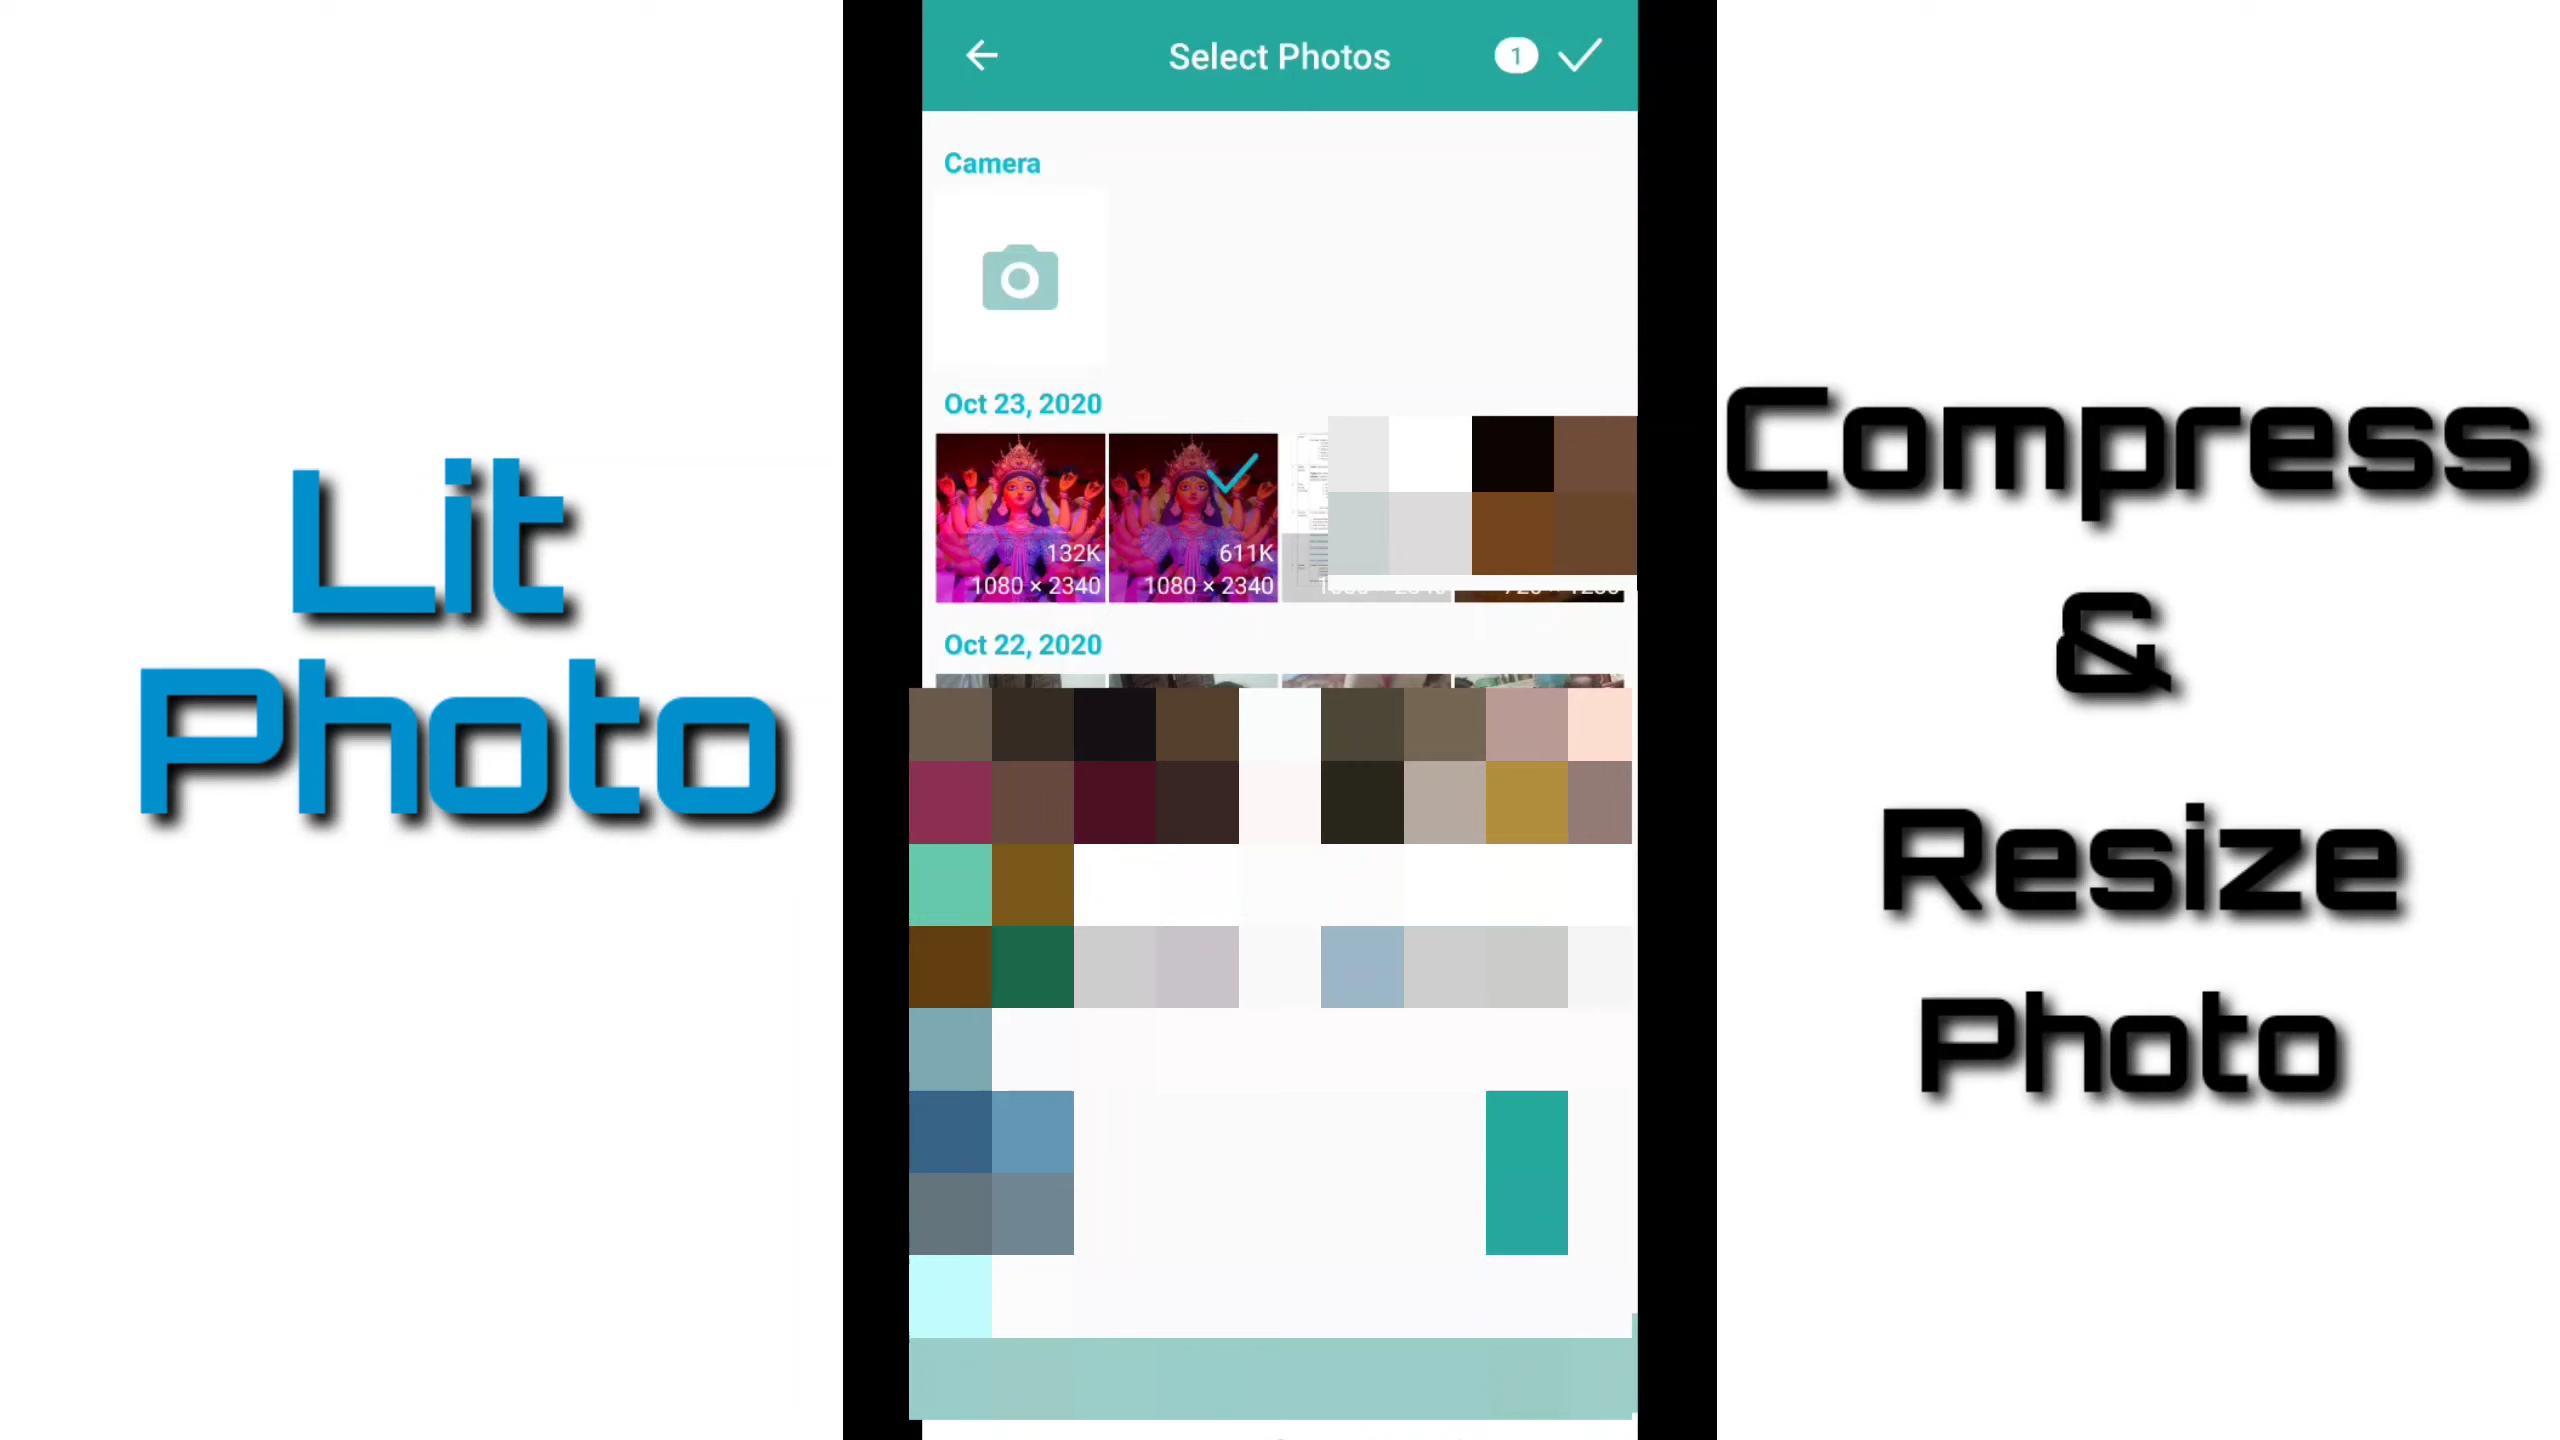 Lit
Photo
Select Photos
1
Camera
Oct 23, 2020
132K
1080 × 2340
611K
1080 × 2340
Oct 22, 2020
Compress
&
Resize
Photo